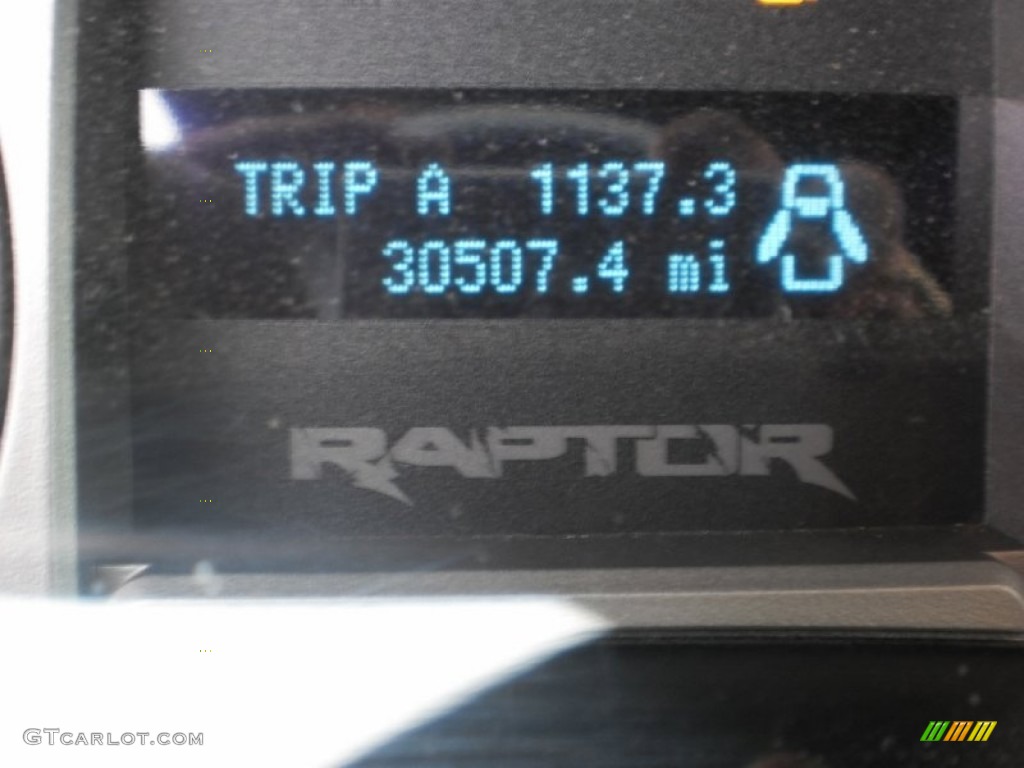 TRIP A 1137.3
30507.4 mi
RAPTOR
GTCARLOT.COM